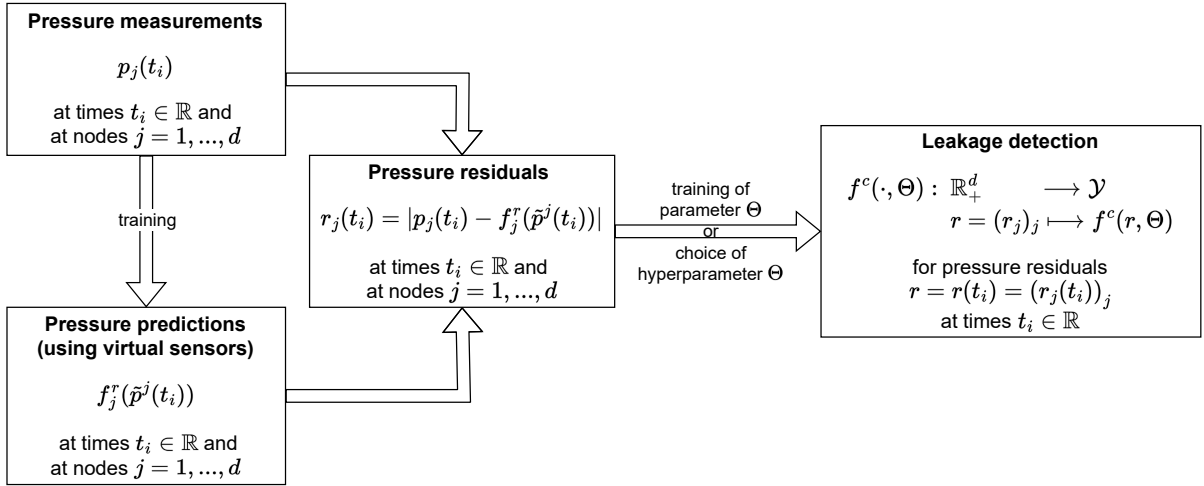 Pressure measurements
p_j(t_i)
at times t_i ∈ ℝ and
at nodes j = 1, ..., d
training
Pressure predictions
(using virtual sensors)
f_j^r(p̃^j(t_i))
at times t_i ∈ ℝ and
at nodes j = 1, ..., d
Pressure residuals
r_j(t_i) = |p_j(t_i) − f_j^r(p̃^j(t_i))|
at times t_i ∈ ℝ and
at nodes j = 1, ..., d
training of
parameter Θ
or
choice of
hyperparameter Θ
Leakage detection
f^c(·, Θ) : ℝ_+^d ⟶ 𝒴
r = (r_j)_j ⟼ f^c(r, Θ)
for pressure residuals
r = r(t_i) = (r_j(t_i))_j
at times t_i ∈ ℝ